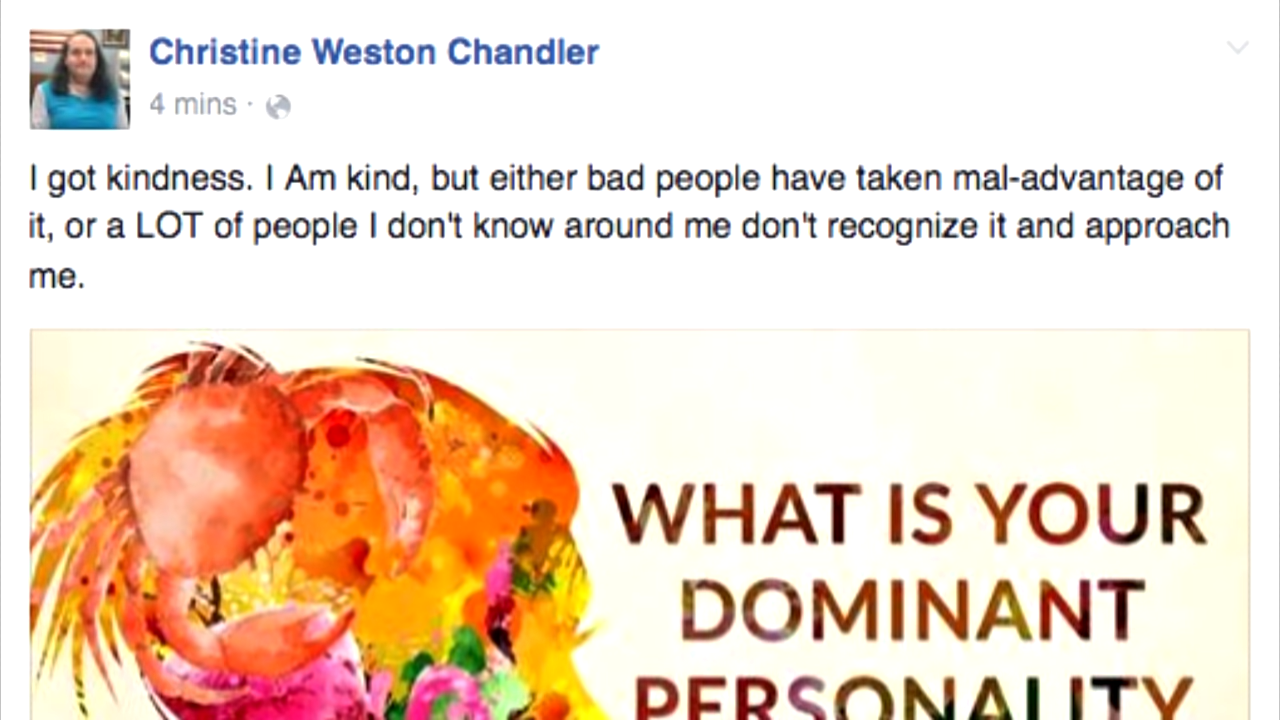 Christine Weston Chandler
4 mins ·
I got kindness. I Am kind, but either bad people have taken mal-advantage of
it, or a LOT of people I don't know around me don't recognize it and approach
me.
WHAT IS YOUR
DOMINANT
PERSONALITY